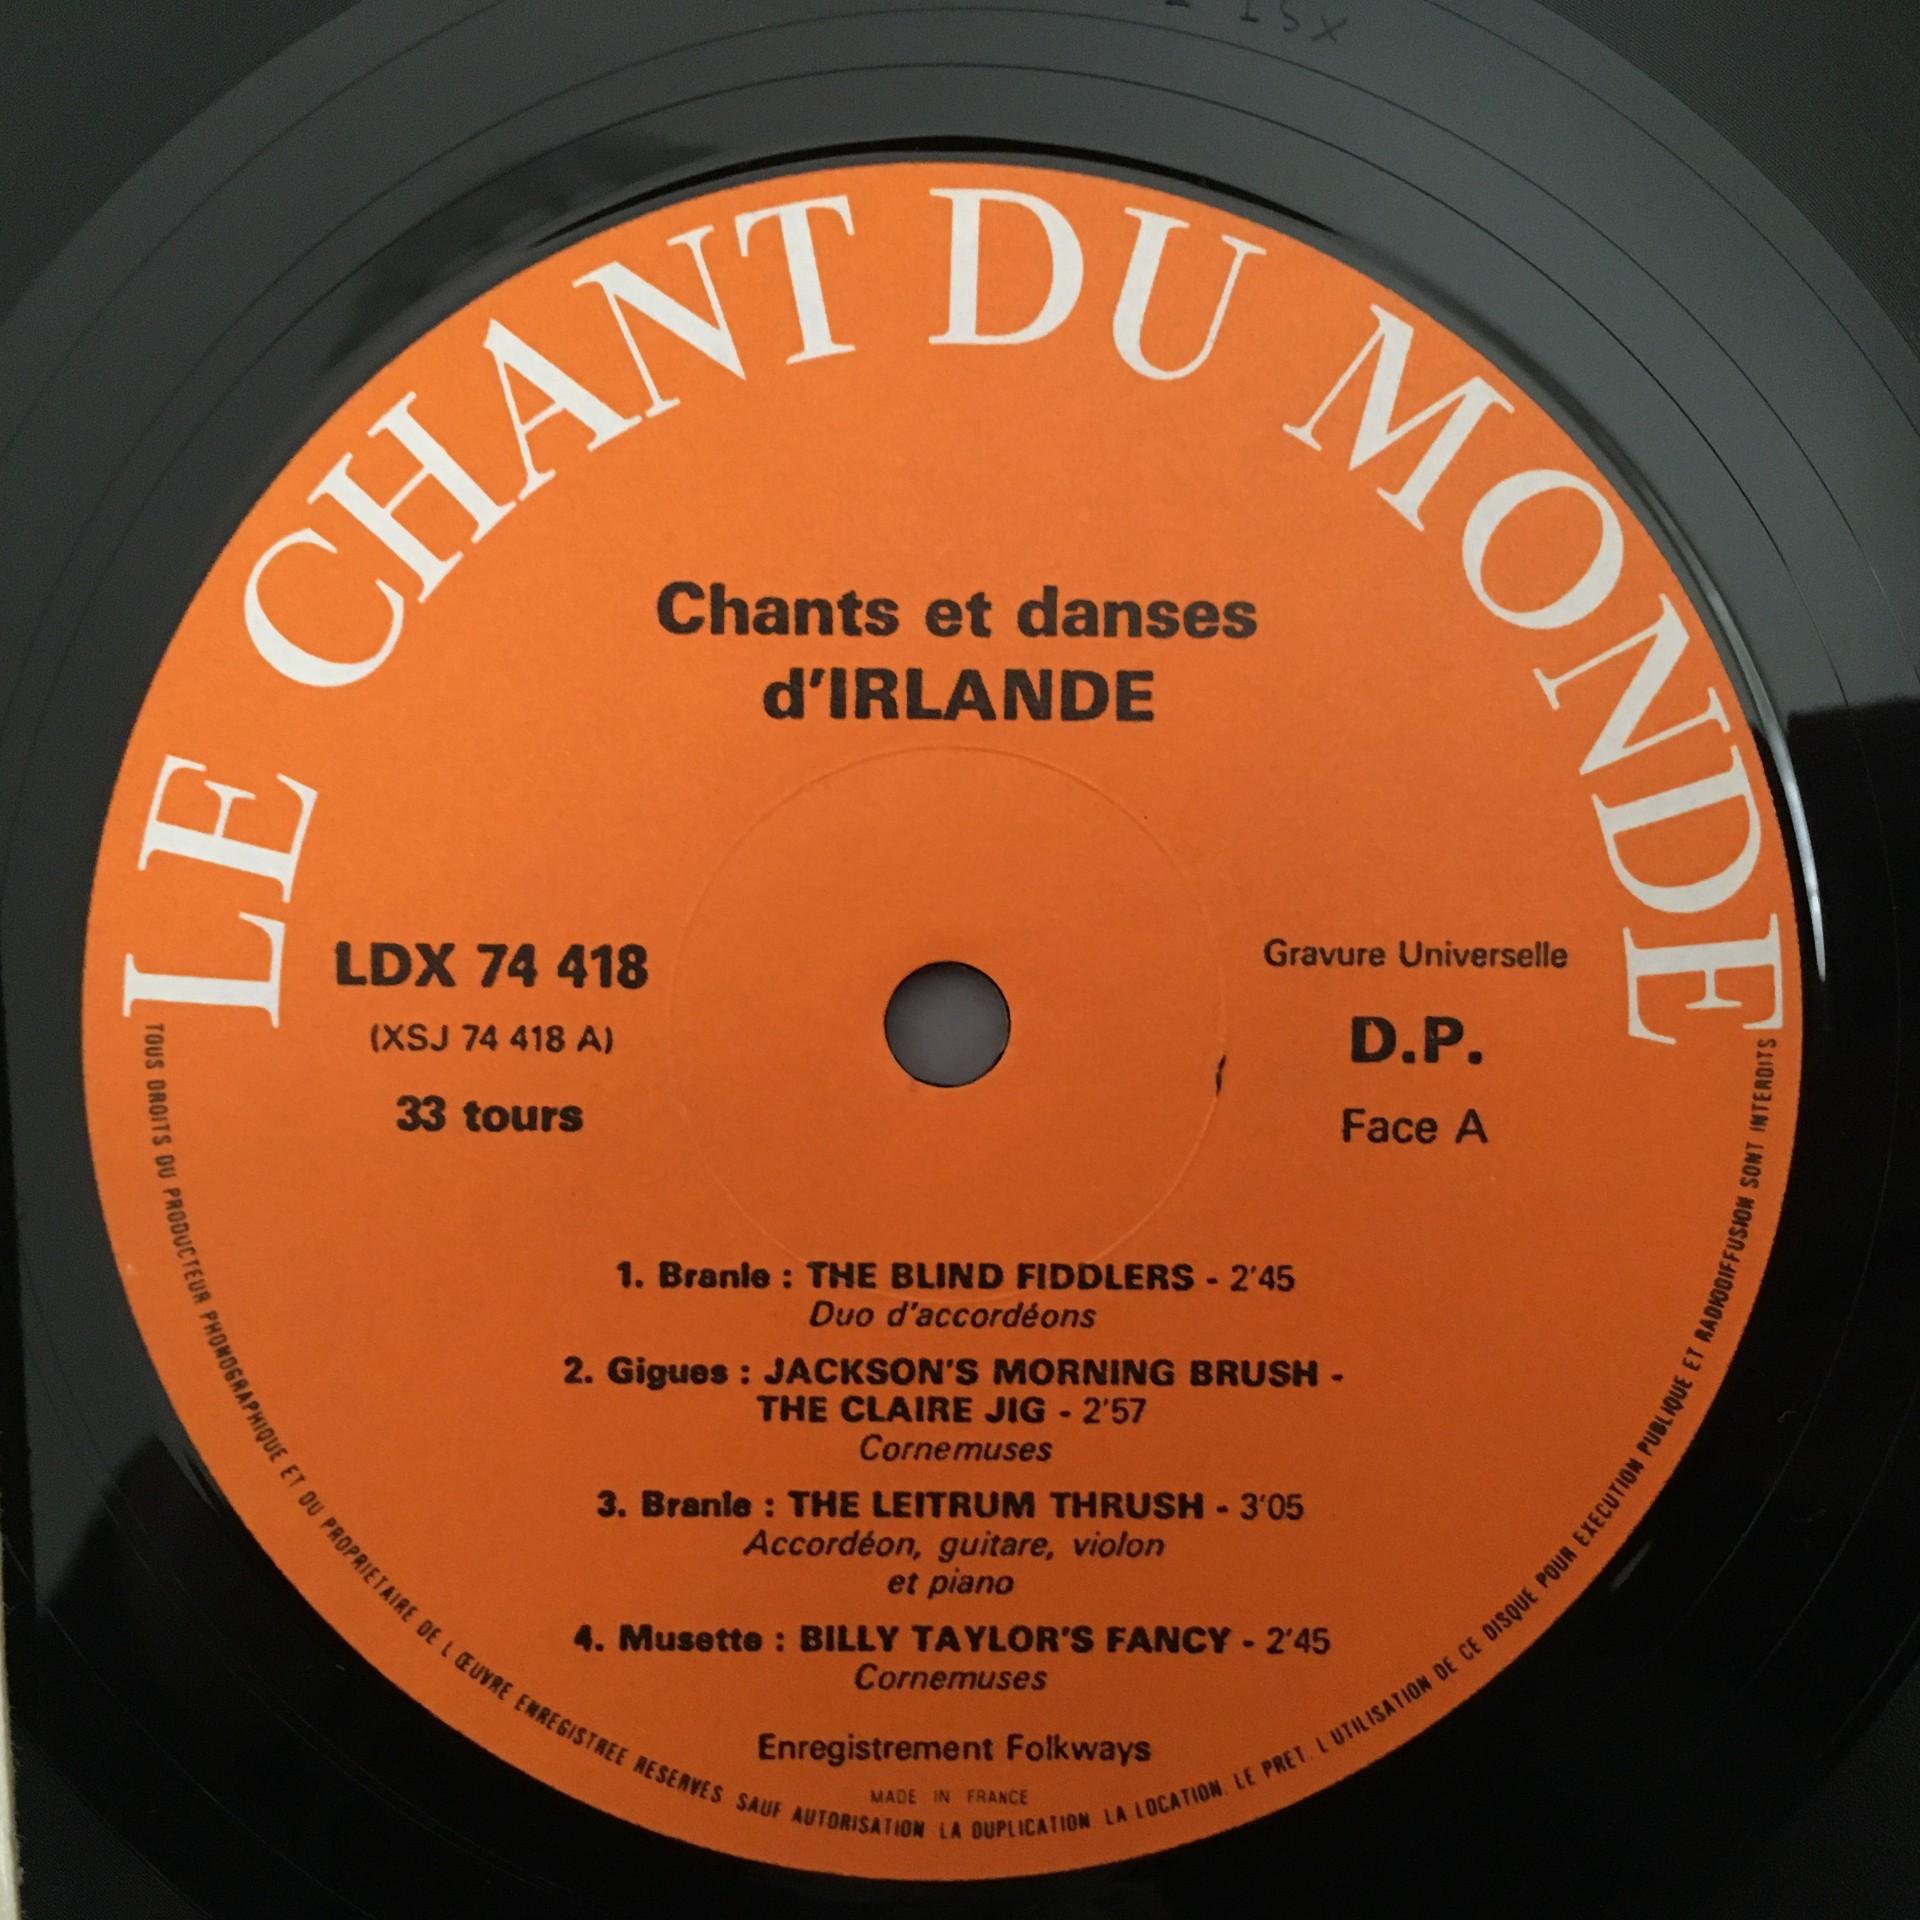 LE CHANT DU MONDE
Chants et danses
d'IRLANDE
LDX 74 418
(XSJ 74 418 A)
33 tours
Gravure Universelle
D.P.
Face A
1. Branle : THE BLIND FIDDLERS - 2'45
Duo d'accordéons
2. Gigues : JACKSON'S MORNING BRUSH -
THE CLAIRE JIG - 2'57
Cornemuses
3. Branle : THE LEITRUM THRUSH - 3'05
Accordéon, guitare, violon
et piano
4. Musette : BILLY TAYLOR'S FANCY - 2'45
Cornemuses
Enregistrement Folkways
MADE IN FRANCE
TOUS DROITS DU PRODUCTEUR PHONOGRAPHIQUE ET DU PROPRIETAIRE DE L ŒUVRE ENREGISTREE RESERVES SAUF AUTORISATION LA DUPLICATION. LA LOCATION. LE PRET. L UTILISATION DE CE DISQUE POUR EXECUTION PUBLIQUE ET RADIODIFFUSION SONT INTERDITS